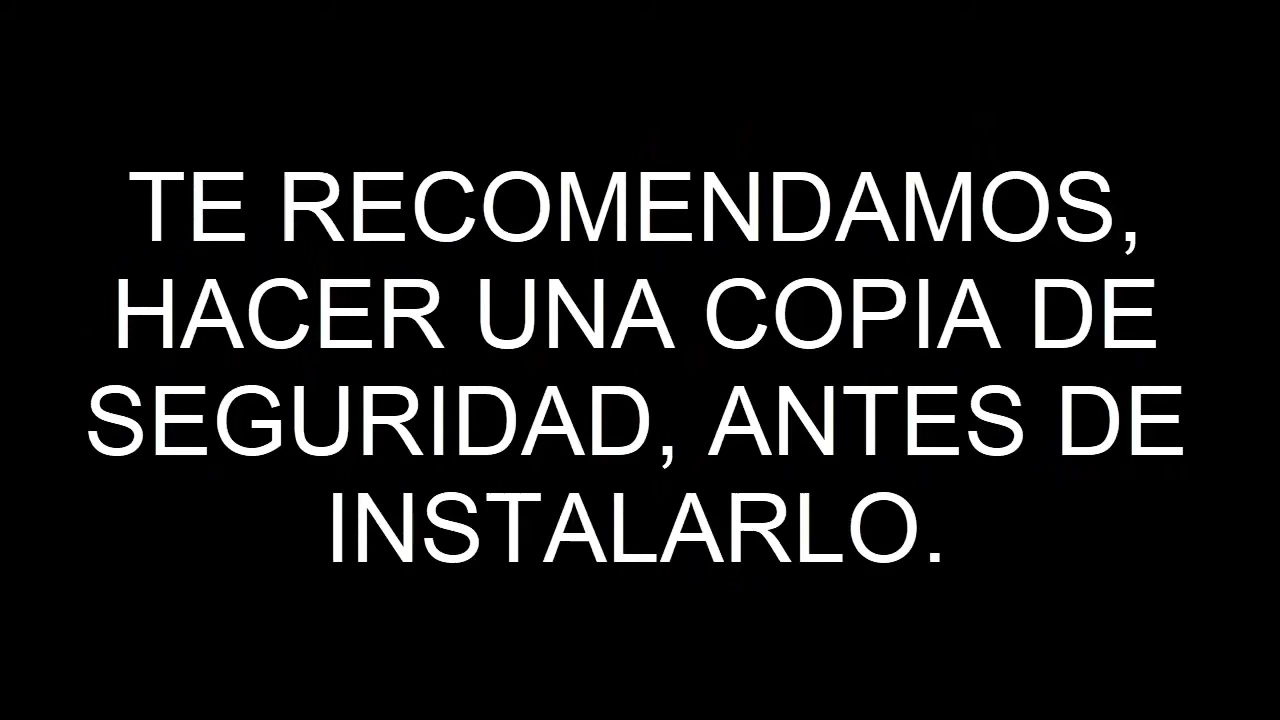 TE RECOMENDAMOS,
HACER UNA COPIA DE
SEGURIDAD, ANTES DE
INSTALARLO.